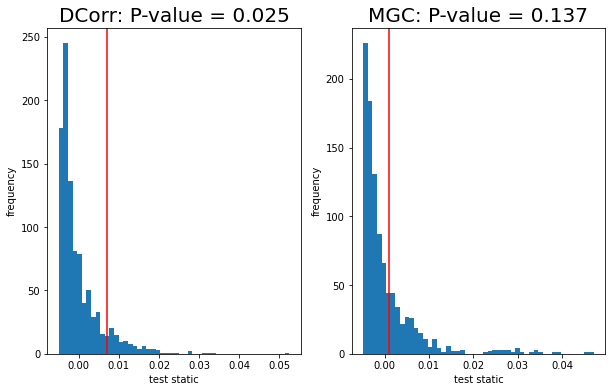 DCorr: P-value = 0.025
250
200
150
100
50
0
frequency
0.00 0.01 0.02 0.03 0.04 0.05
test static
MGC: P-value = 0.137
200
150
100
50
0
frequency
0.00 0.01 0.02 0.03 0.04
test static